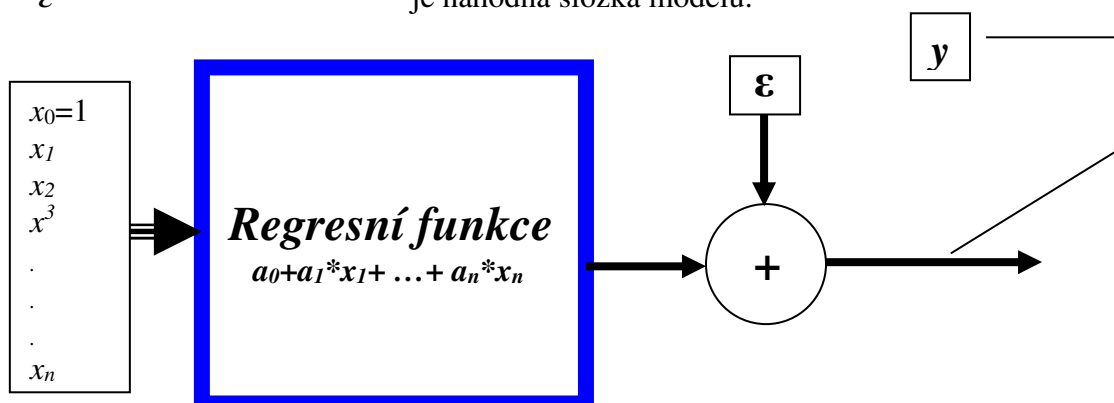 ε
je náhodná složka modelu.
y
ε
x0=1
x1
x2
x³
.
.
.
xn
Regresní funkce
a0+a1*x1+ …+ an*xn
+